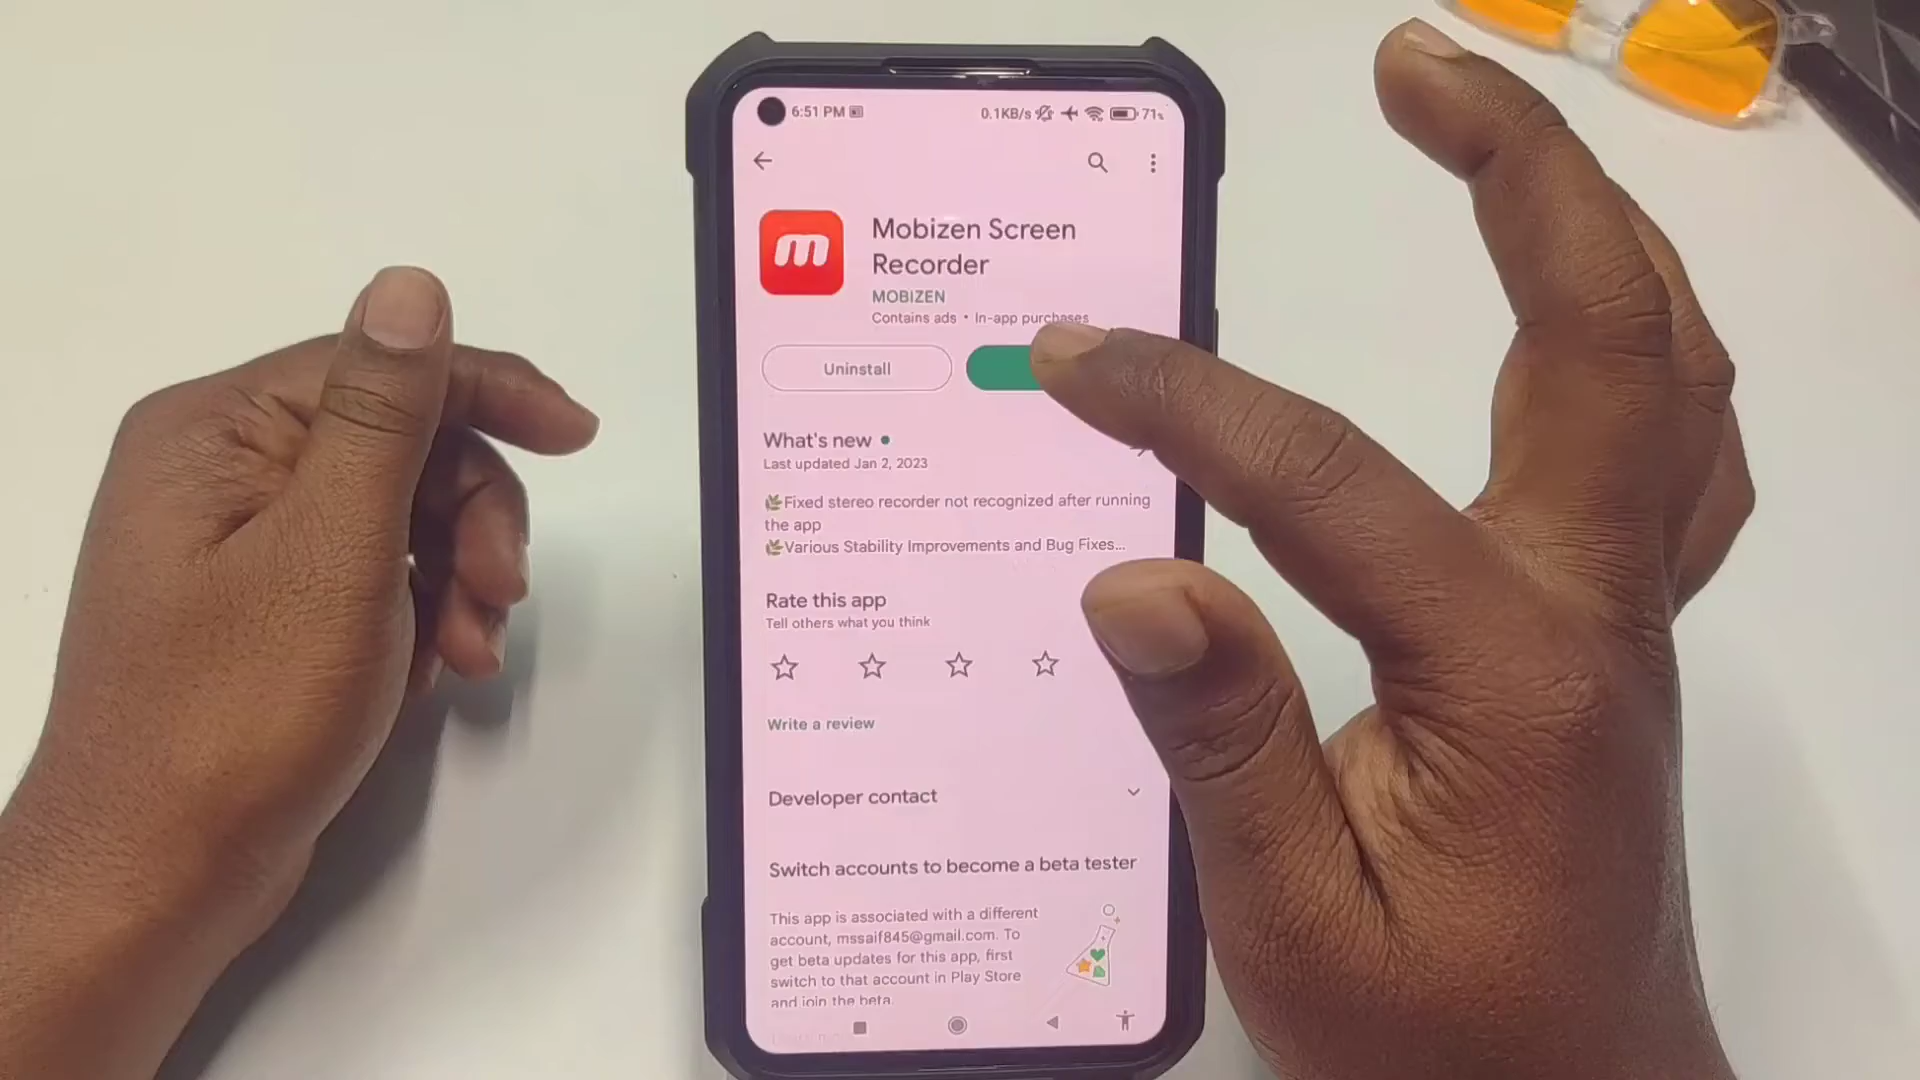 6:51 PM 0.1KB/s 71%
m
Mobizen Screen
Recorder
MOBIZEN
Contains ads • In-app purchases
Uninstall
What's new
Last updated Jan 2, 2023
Fixed stereo recorder not recognized after running
the app
Various Stability Improvements and Bug Fixes...
Rate this app
Tell others what you think
Write a review
Developer contact
Switch accounts to become a beta tester
This app is associated with a different
account, mssaif845@gmail.com. To
get beta updates for this app, first
switch to that account in Play Store
and join the beta.